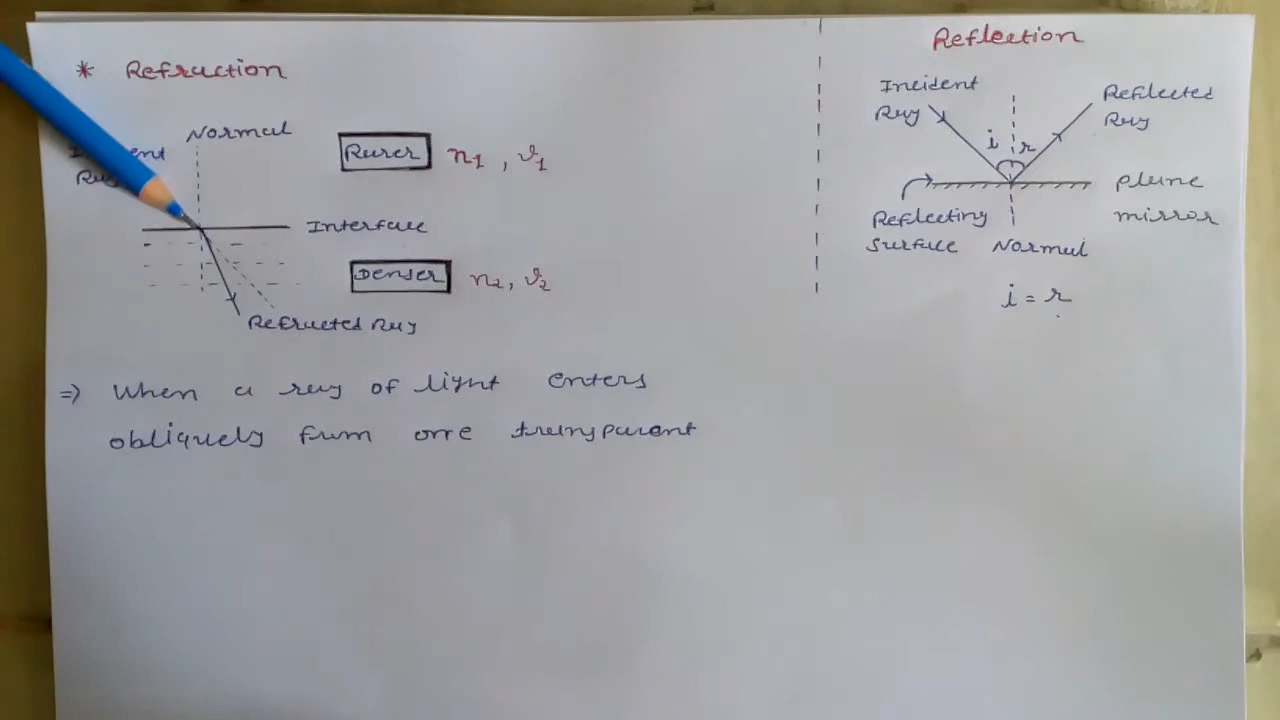 * Refraction
Normal
Ray
Rarer n1 , v1
Interface
Denser n2, v2
Refracted Ray
=> When a ray of light enters
obliquely from one transparent
Reflection
Incident
Ray
Reflected
Ray
i r
plane
mirror
Reflecting
Surface
Normal
i = r